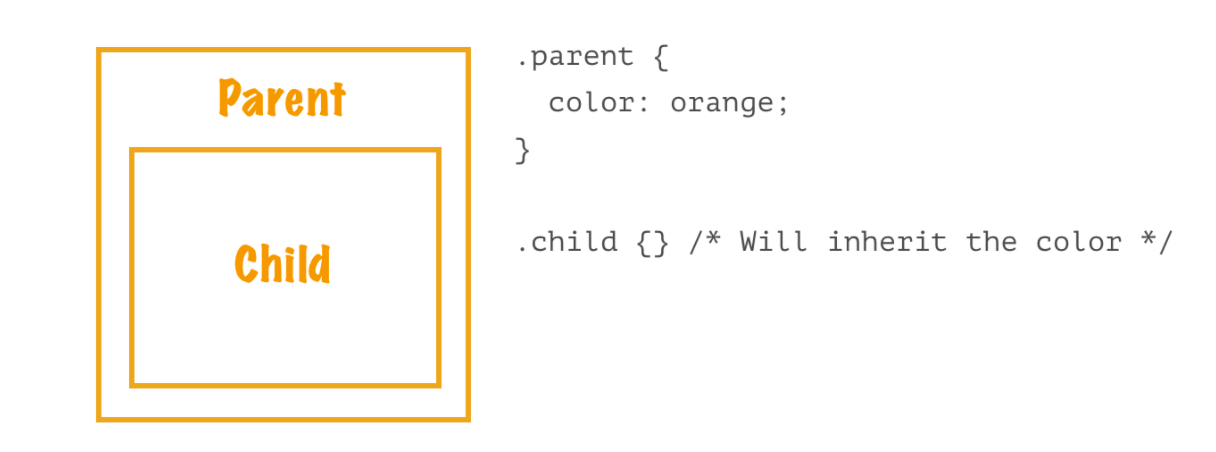 Parent
Child
.parent {
  color: orange;
}
.child {} /* Will inherit the color */